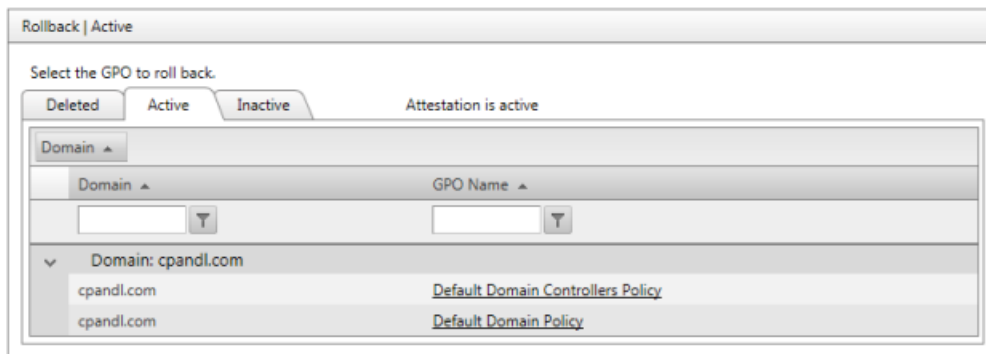 Rollback | Active
Select the GPO to roll back.
Deleted Active Inactive Attestation is active
Domain
Domain GPO Name
Domain: cpandl.com
cpandl.com Default Domain Controllers Policy
cpandl.com Default Domain Policy